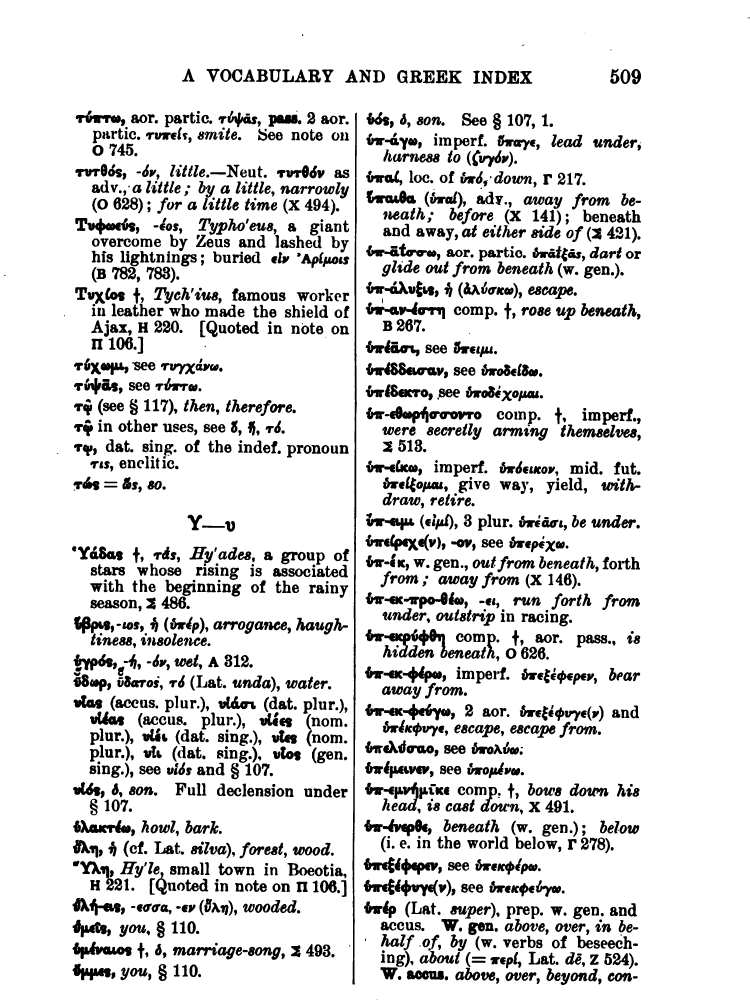 A VOCABULARY AND GREEK INDEX 509
τύπτω, aor. partic. τύψᾱς, pass. 2 aor.
partic. τυπείς, smite. See note on
O 745.
τυτθός, -όν, little.—Neut. τυτθόν as
adv., a little; by a little, narrowly
(O 628); for a little time (X 494).
Τυφωεύς, -έος, Typho'eus, a giant
overcome by Zeus and lashed by
his lightnings; buried εἰν Ἀρίμοις
(B 782, 783).
Τυχίος †, Tych'ius, famous worker
in leather who made the shield of
Ajax, H 220. [Quoted in note on
Π 106.]
τύχωμι, see τυγχάνω.
τύψᾱς, see τύπτω.
τῷ (see § 117), then, therefore.
τῷ in other uses, see ὅ, ἥ, τό.
τῳ, dat. sing. of the indef. pronoun
τις, enclitic.
τώς = ὥς, so.
Υ—υ
Ὑάδας †, τάς, Hy'ades, a group of
stars whose rising is associated
with the beginning of the rainy
season, Σ 486.
ὕβρις, -ιος, ἡ (ὑπέρ), arrogance, haugh-
tiness, insolence.
ὑγρός, -ή, -όν, wet, A 312.
ὕδωρ, ὕδατος, τό (Lat. unda), water.
υἷας (accus. plur.), υἱάσι (dat. plur.),
υἱέας (accus. plur.), υἱέες (nom.
plur.), υἱέι (dat. sing.), υἷες (nom.
plur.), υἷι (dat. sing.), υἷος (gen.
sing.), see υἱός and § 107.
υἱός, ὁ, son. Full declension under
§ 107.
ὑλακτέω, howl, bark.
ὕλη, ἡ (cf. Lat. silva), forest, wood.
Ὕλη, Hy'le, small town in Boeotia,
H 221. [Quoted in note on Π 106.]
ὑλή-εις, -εσσα, -εν (ὕλη), wooded.
ὑμεῖς, you, § 110.
ὑμέναιος †, ὁ, marriage-song, Σ 493.
ὔμμες, you, § 110.
ὑός, ὁ, son. See § 107, 1.
ὑπ-άγω, imperf. ὕπαγε, lead under,
harness to (ζυγόν).
ὑπαί, loc. of ὑπό, down, Γ 217.
ὕπαιθα (ὑπαί), adv., away from be-
neath; before (X 141); beneath
and away, at either side of (Σ 421).
ὑπ-ᾱΐσσω, aor. partic. ὑπᾱΐξᾱς, dart or
glide out from beneath (w. gen.).
ὑπ-άλυξις, ἡ (ἀλύσκω), escape.
ὑπ-αν-έστη comp. †, rose up beneath,
B 267.
ὑπέᾱσι, see ὕπειμι.
ὑπέδδεισαν, see ὑποδείδω.
ὑπέδεκτο, see ὑποδέχομαι.
ὑπ-εθωρήσσοντο comp. †, imperf.,
were secretly arming themselves,
Σ 513.
ὑπ-είκω, imperf. ὑπόεικον, mid. fut.
ὑπείξομαι, give way, yield, with-
draw, retire.
ὕπ-ειμι (εἰμί), 3 plur. ὑπέᾱσι, be under.
ὑπείρεχε(ν), -ον, see ὑπερέχω.
ὑπ-έκ, w. gen., out from beneath, forth
from; away from (X 146).
ὑπ-εκ-προ-θέω, -ει, run forth from
under, outstrip in racing.
ὑπ-εκρύφθη comp. †, aor. pass., is
hidden beneath, O 626.
ὑπ-εκ-φέρω, imperf. ὑπεξέφερεν, bear
away from.
ὑπ-εκ-φεύγω, 2 aor. ὑπεξέφυγε(ν) and
ὑπέκφυγε, escape, escape from.
ὑπελύσαο, see ὑπολύω.
ὑπέμεινεν, see ὑπομένω.
ὑπ-εμνήμῡκε comp. †, bows down his
head, is cast down, X 491.
ὑπ-ένερθε, beneath (w. gen.); below
(i. e. in the world below, Γ 278).
ὑπεξέφερεν, see ὑπεκφέρω.
ὑπεξέφυγε(ν), see ὑπεκφεύγω.
ὑπέρ (Lat. super), prep. w. gen. and
accus. W. gen. above, over, in be-
half of, by (w. verbs of beseech-
ing), about (= περί, Lat. dē, Z 524).
W. accus. above, over, beyond, con-